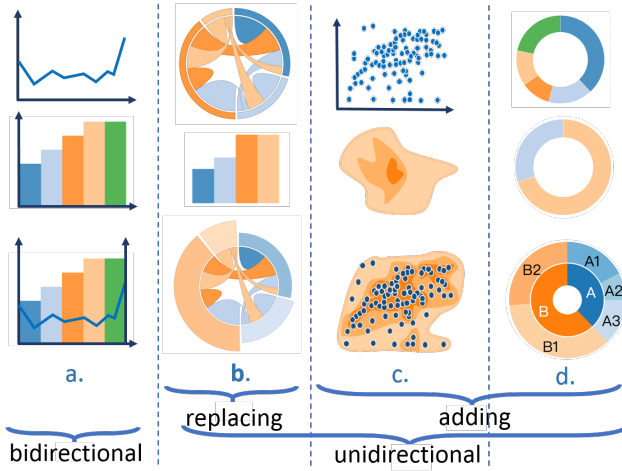 A1
B2
A
A2
B
A3
B1
a.
b.
c.
d.
replacing
adding
bidirectional
unidirectional